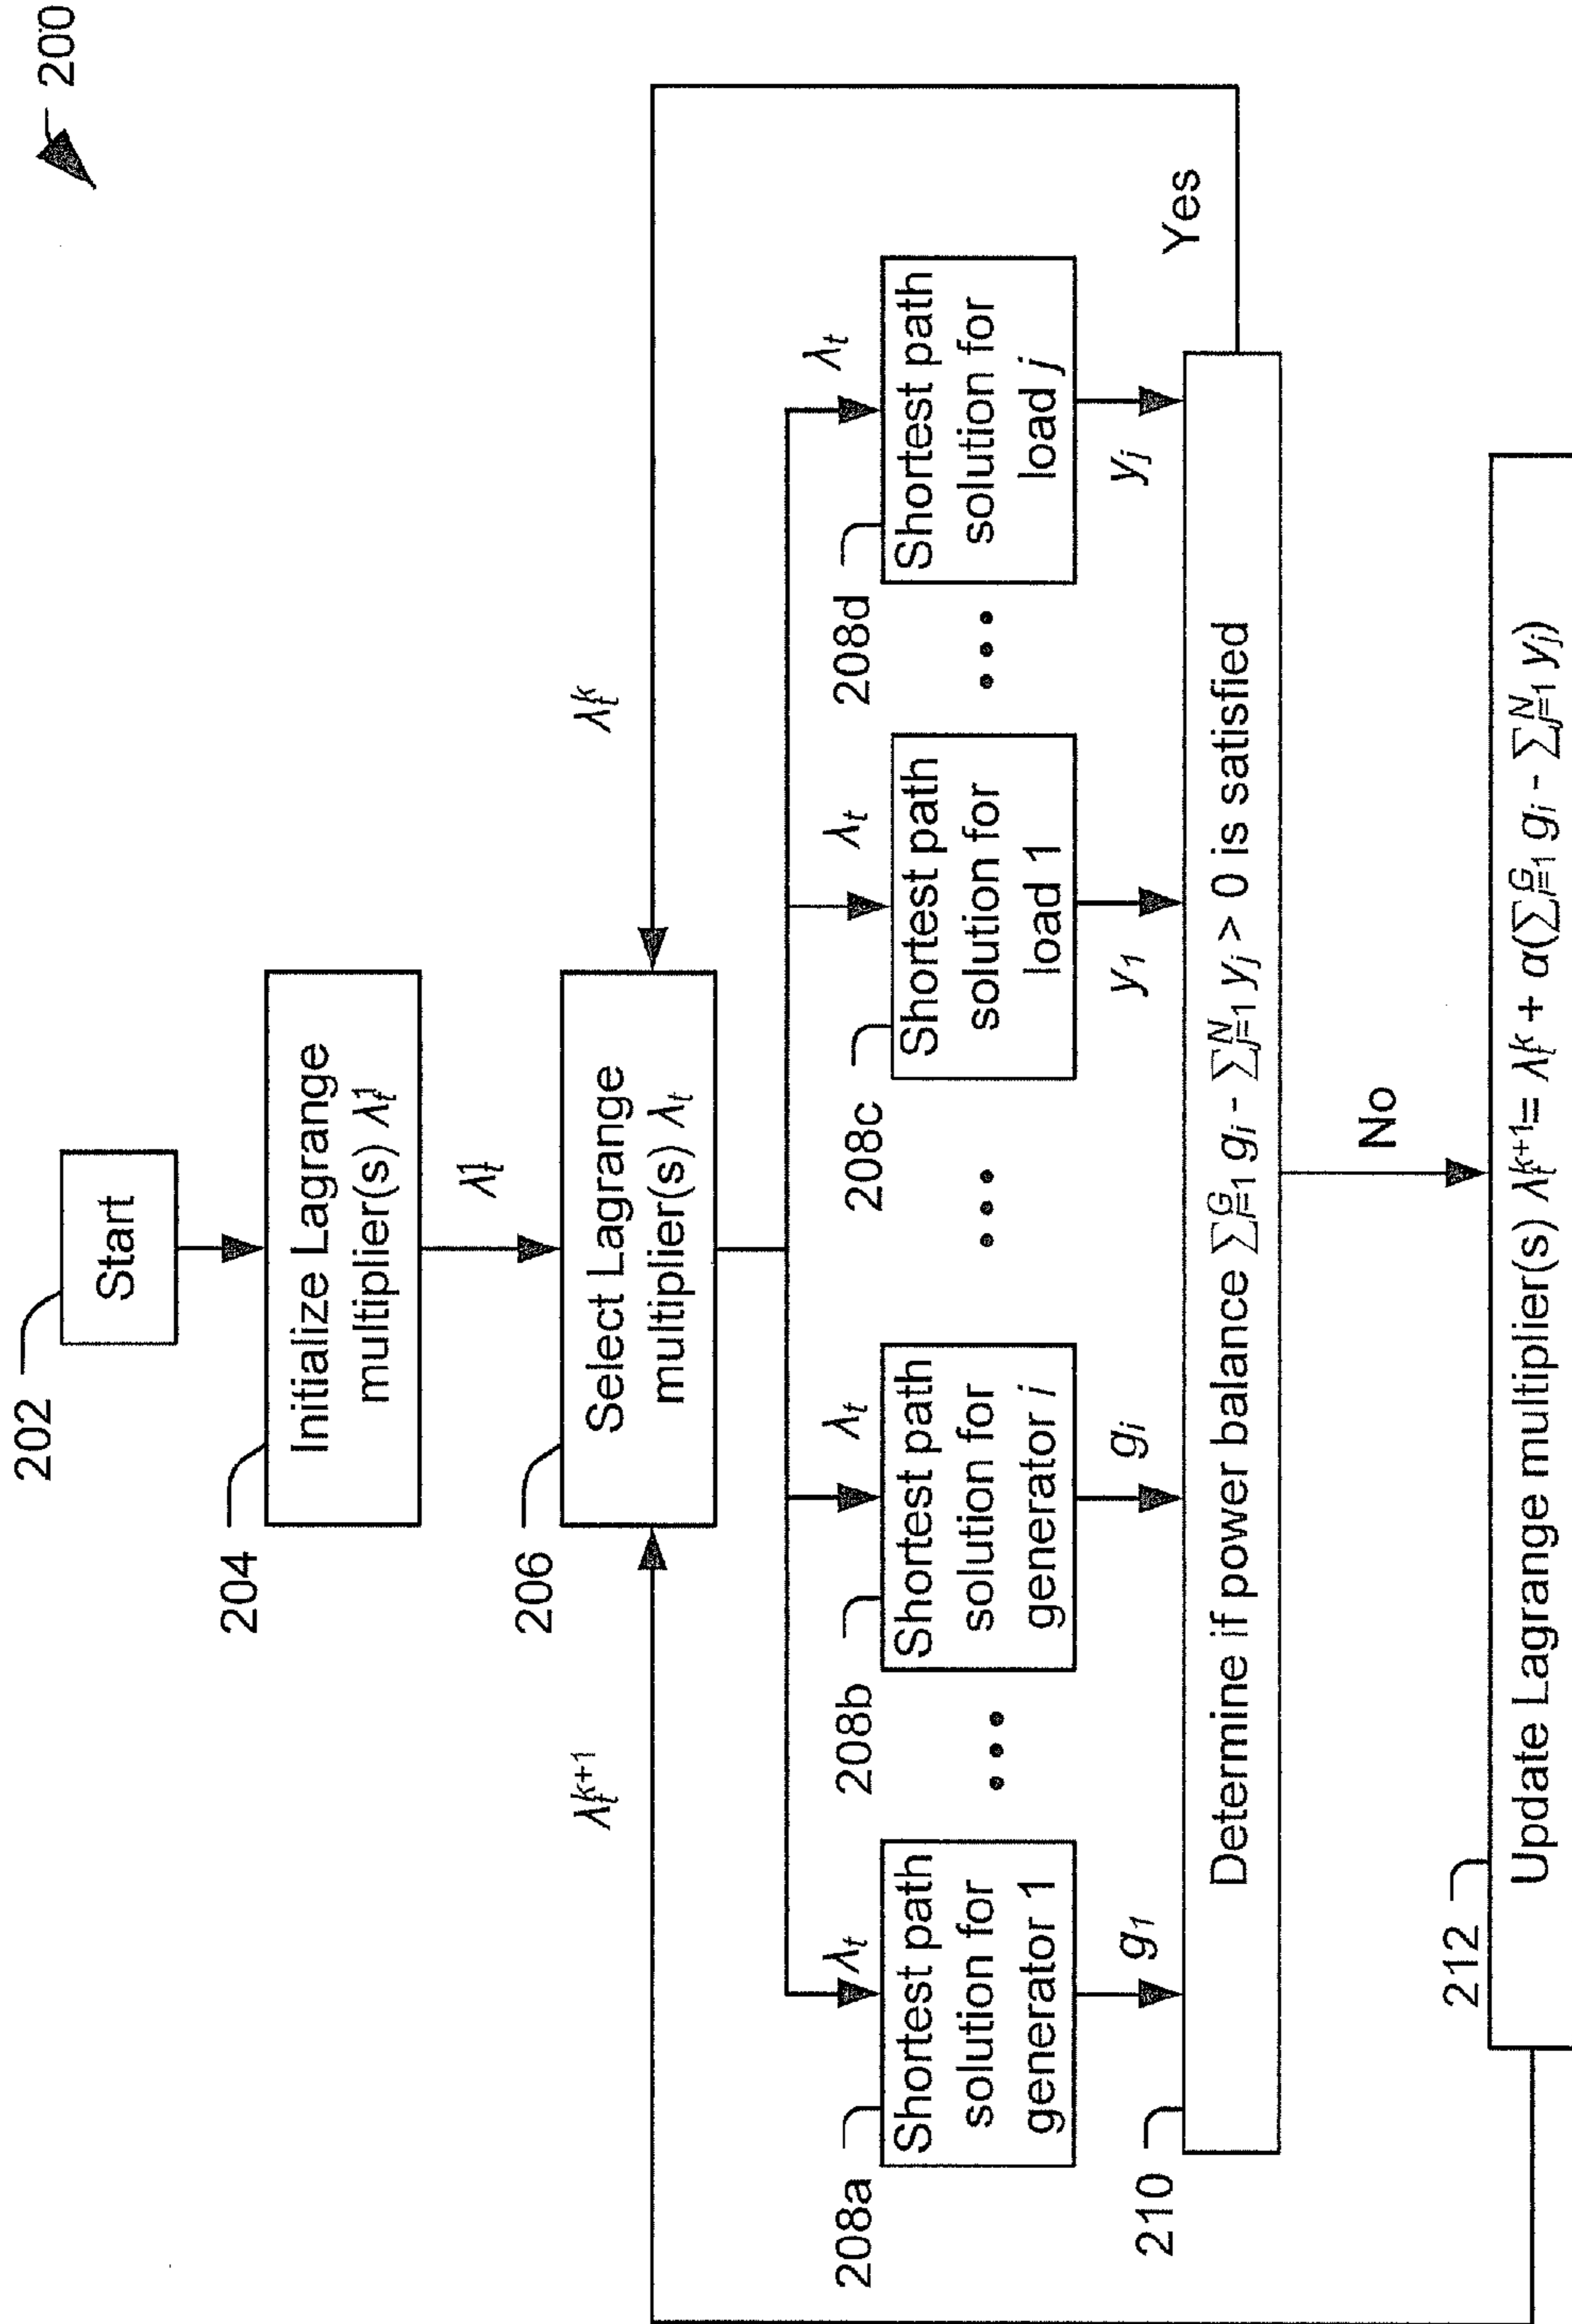 200
202
Start
204
Initialize Lagrange
multiplier(s) λ_t^1
λ_t^1
206
Select Lagrange
multiplier(s) λ_t
λ_t^{k+1}
λ_t^k
208a
Shortest path
solution for
generator 1
λ_t
g_1
208b
Shortest path
solution for
generator i
λ_t
g_i
208c
Shortest path
solution for
load 1
λ_t
y_1
208d
Shortest path
solution for
load j
λ_t
y_j
•••
•••
•••
210
Determine if power balance ∑_{i=1}^G g_i - ∑_{j=1}^N y_j > 0 is satisfied
Yes
No
212
Update Lagrange multiplier(s) λ_t^{k+1} = λ_t^k + α(∑_{i=1}^G g_i - ∑_{j=1}^N y_j)